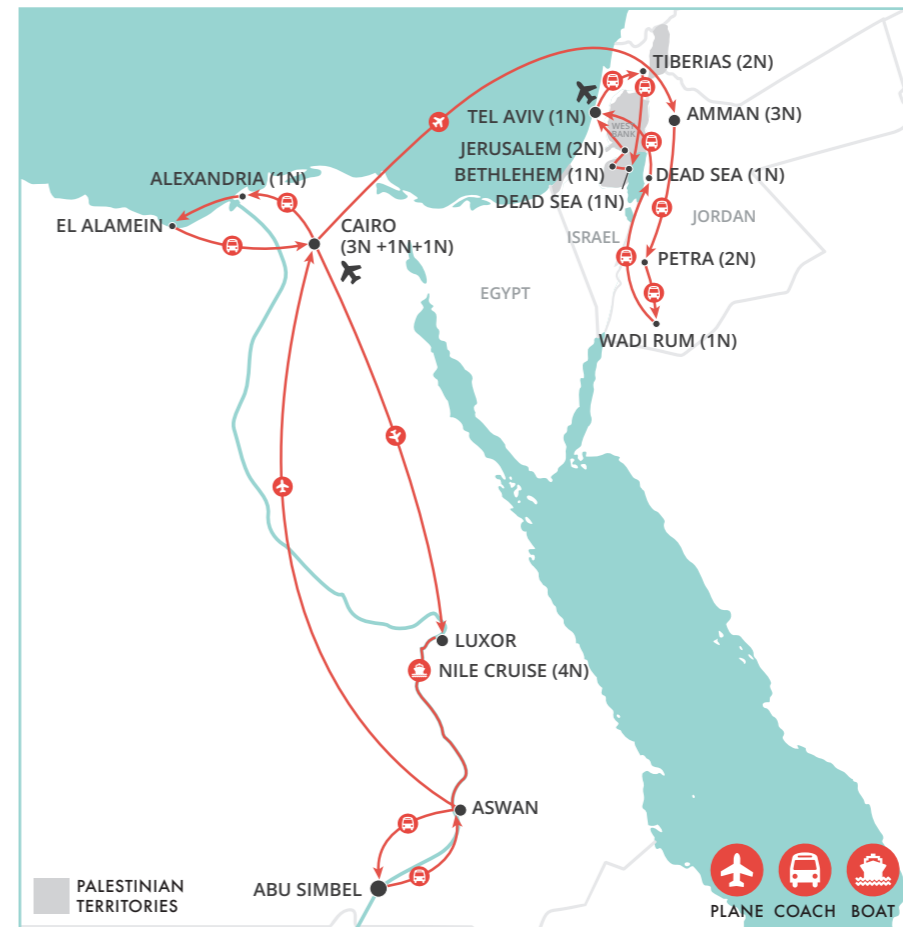 TIBERIAS (2N)
TEL AVIV (1N)
AMMAN (3N)
WEST
BANK
JERUSALEM (2N)
BETHLEHEM (1N)
DEAD SEA (1N)
DEAD SEA (1N)
ALEXANDRIA (1N)
EL ALAMEIN
CAIRO
(3N +1N+1N)
JORDAN
ISRAEL
PETRA (2N)
EGYPT
WADI RUM (1N)
LUXOR
NILE CRUISE (4N)
ASWAN
ABU SIMBEL
PALESTINIAN
TERRITORIES
PLANE COACH BOAT